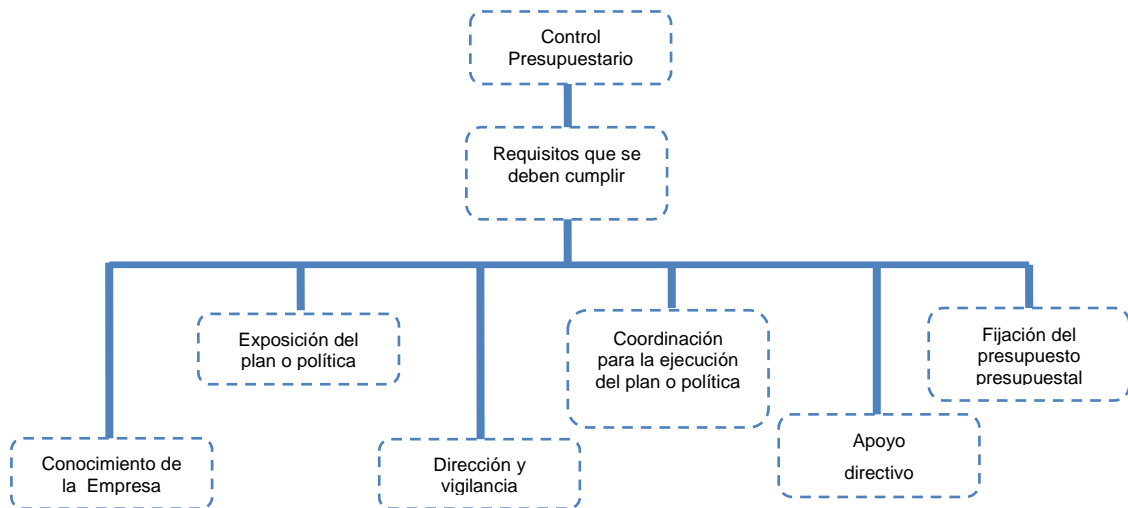 Control
Presupuestario
Requisitos que se
deben cumplir
Exposición del
plan o política
Coordinación
para la ejecución
del plan o política
Fijación del
presupuesto
presupuestal
Conocimiento de
la Empresa
Dirección y
vigilancia
Apoyo
directivo